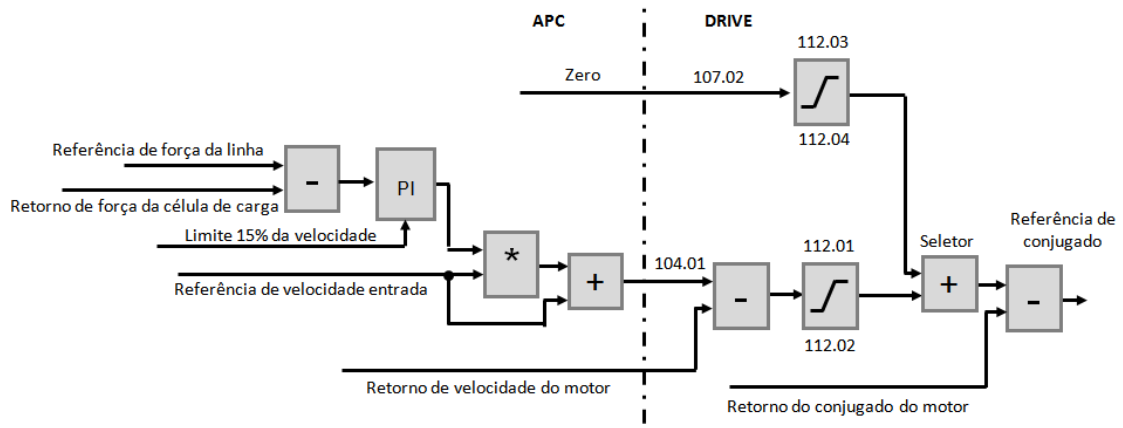 APC
DRIVE
112.03
Zero
107.02
112.04
Referência de força da linha
-
PI
Retorno de força da célula de carga
Limite 15% da velocidade
Referência de
conjugado
112.01
Seletor
*
104.01
Referência de velocidade entrada
+
-
+
-
112.02
Retorno de velocidade do motor
Retorno do conjugado do motor